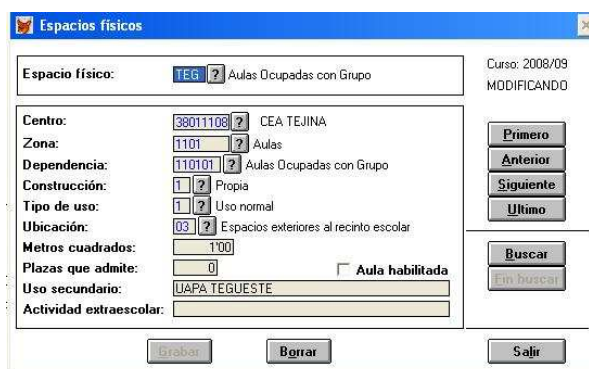 Espacios físicos
Espacio físico: TEG ? Aulas Ocupadas con Grupo
Curso: 2008/09
MODIFICANDO
Centro: 38011108 ? CEA TEJINA
Zona: 1101 ? Aulas
Dependencia: 110101 ? Aulas Ocupadas con Grupo
Construcción: 1 ? Propia
Tipo de uso: 1 ? Uso normal
Ubicación: 03 ? Espacios exteriores al recinto escolar
Metros cuadrados: 1'00
Plazas que admite: 0 Aula habilitada
Uso secundario: UAPA TEGUESTE
Actividad extraescolar:
Primero
Anterior
Siguiente
Ultimo
Buscar
Fin buscar
Grabar Borrar Salir